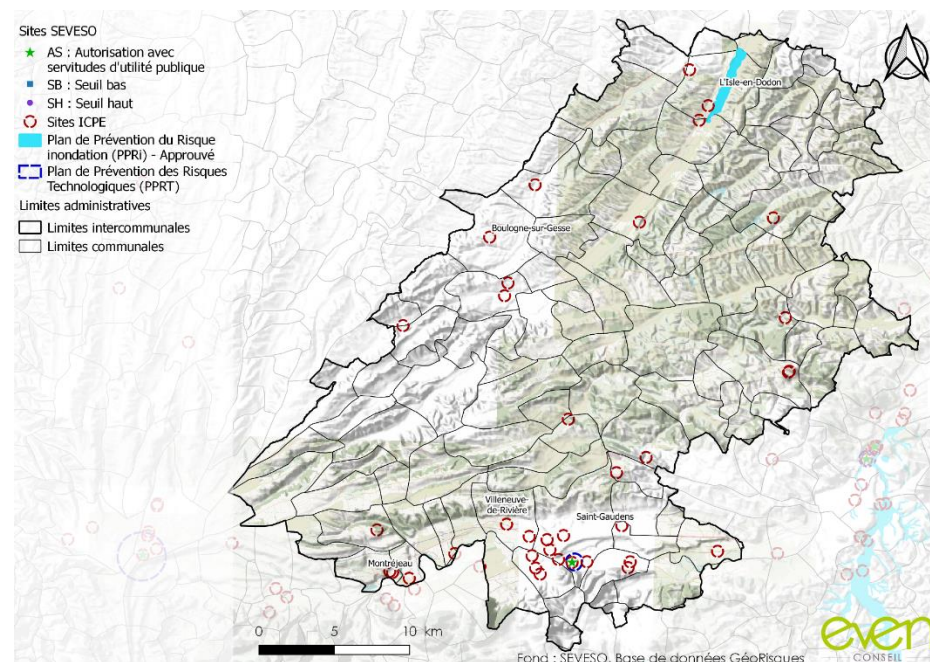 Sites SEVESO
AS : Autorisation avec
servitudes d'utilité publique
SB : Seuil bas
SH : Seuil haut
Sites ICPE
Plan de Prévention du Risque
inondation (PPRi) - Approuvé
Plan de Prévention des Risques
Technologiques (PPRT)
Limites administratives
Limites intercommunales
Limites communales
L'Isle-en-Dodon
Boulogne-sur-Gesse
Villeneuve-
de-Rivière
Saint-Gaudens
Montréjeau
0 5 10 km
Fond : SEVESO, Base de données GéoRisques
even
CONSEIL